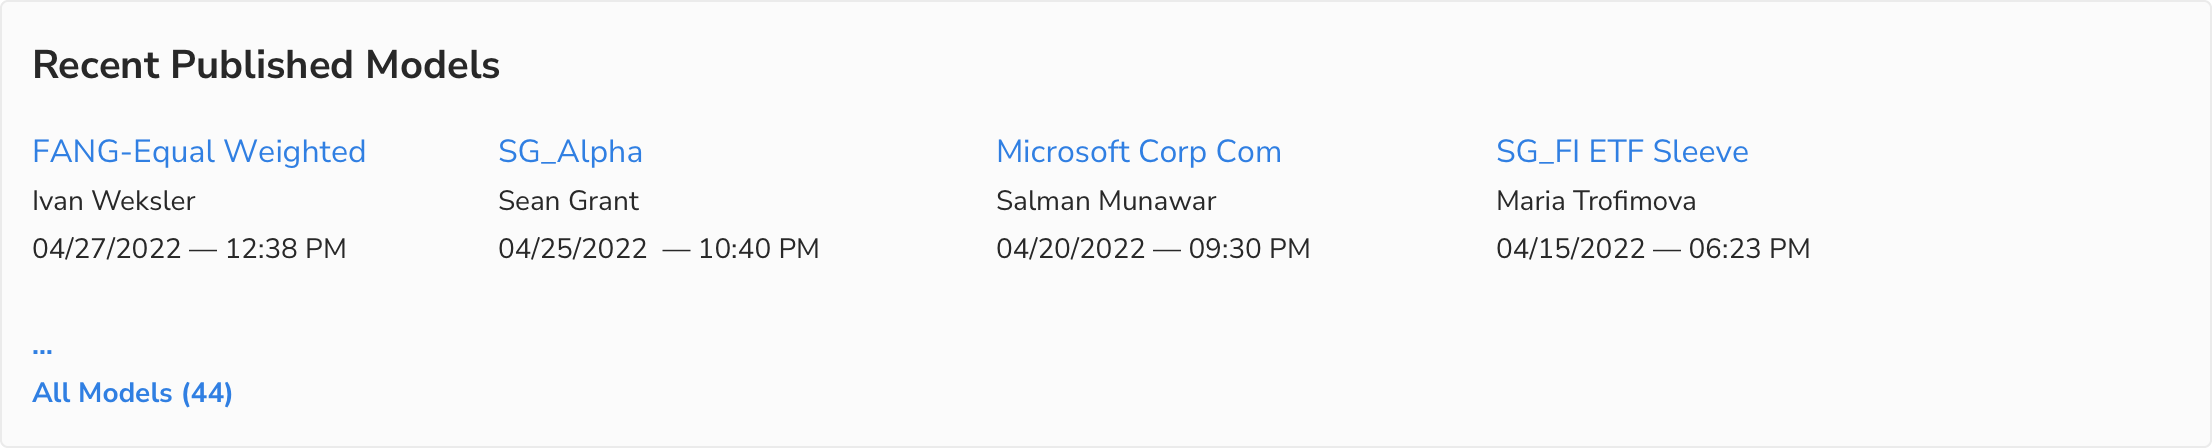 Recent Published Models
FANG-Equal Weighted
Ivan Weksler
04/27/2022 — 12:38 PM
SG_Alpha
Sean Grant
04/25/2022 — 10:40 PM
Microsoft Corp Com
Salman Munawar
04/20/2022 — 09:30 PM
SG_FI ETF Sleeve
Maria Trofimova
04/15/2022 — 06:23 PM
...
All Models (44)